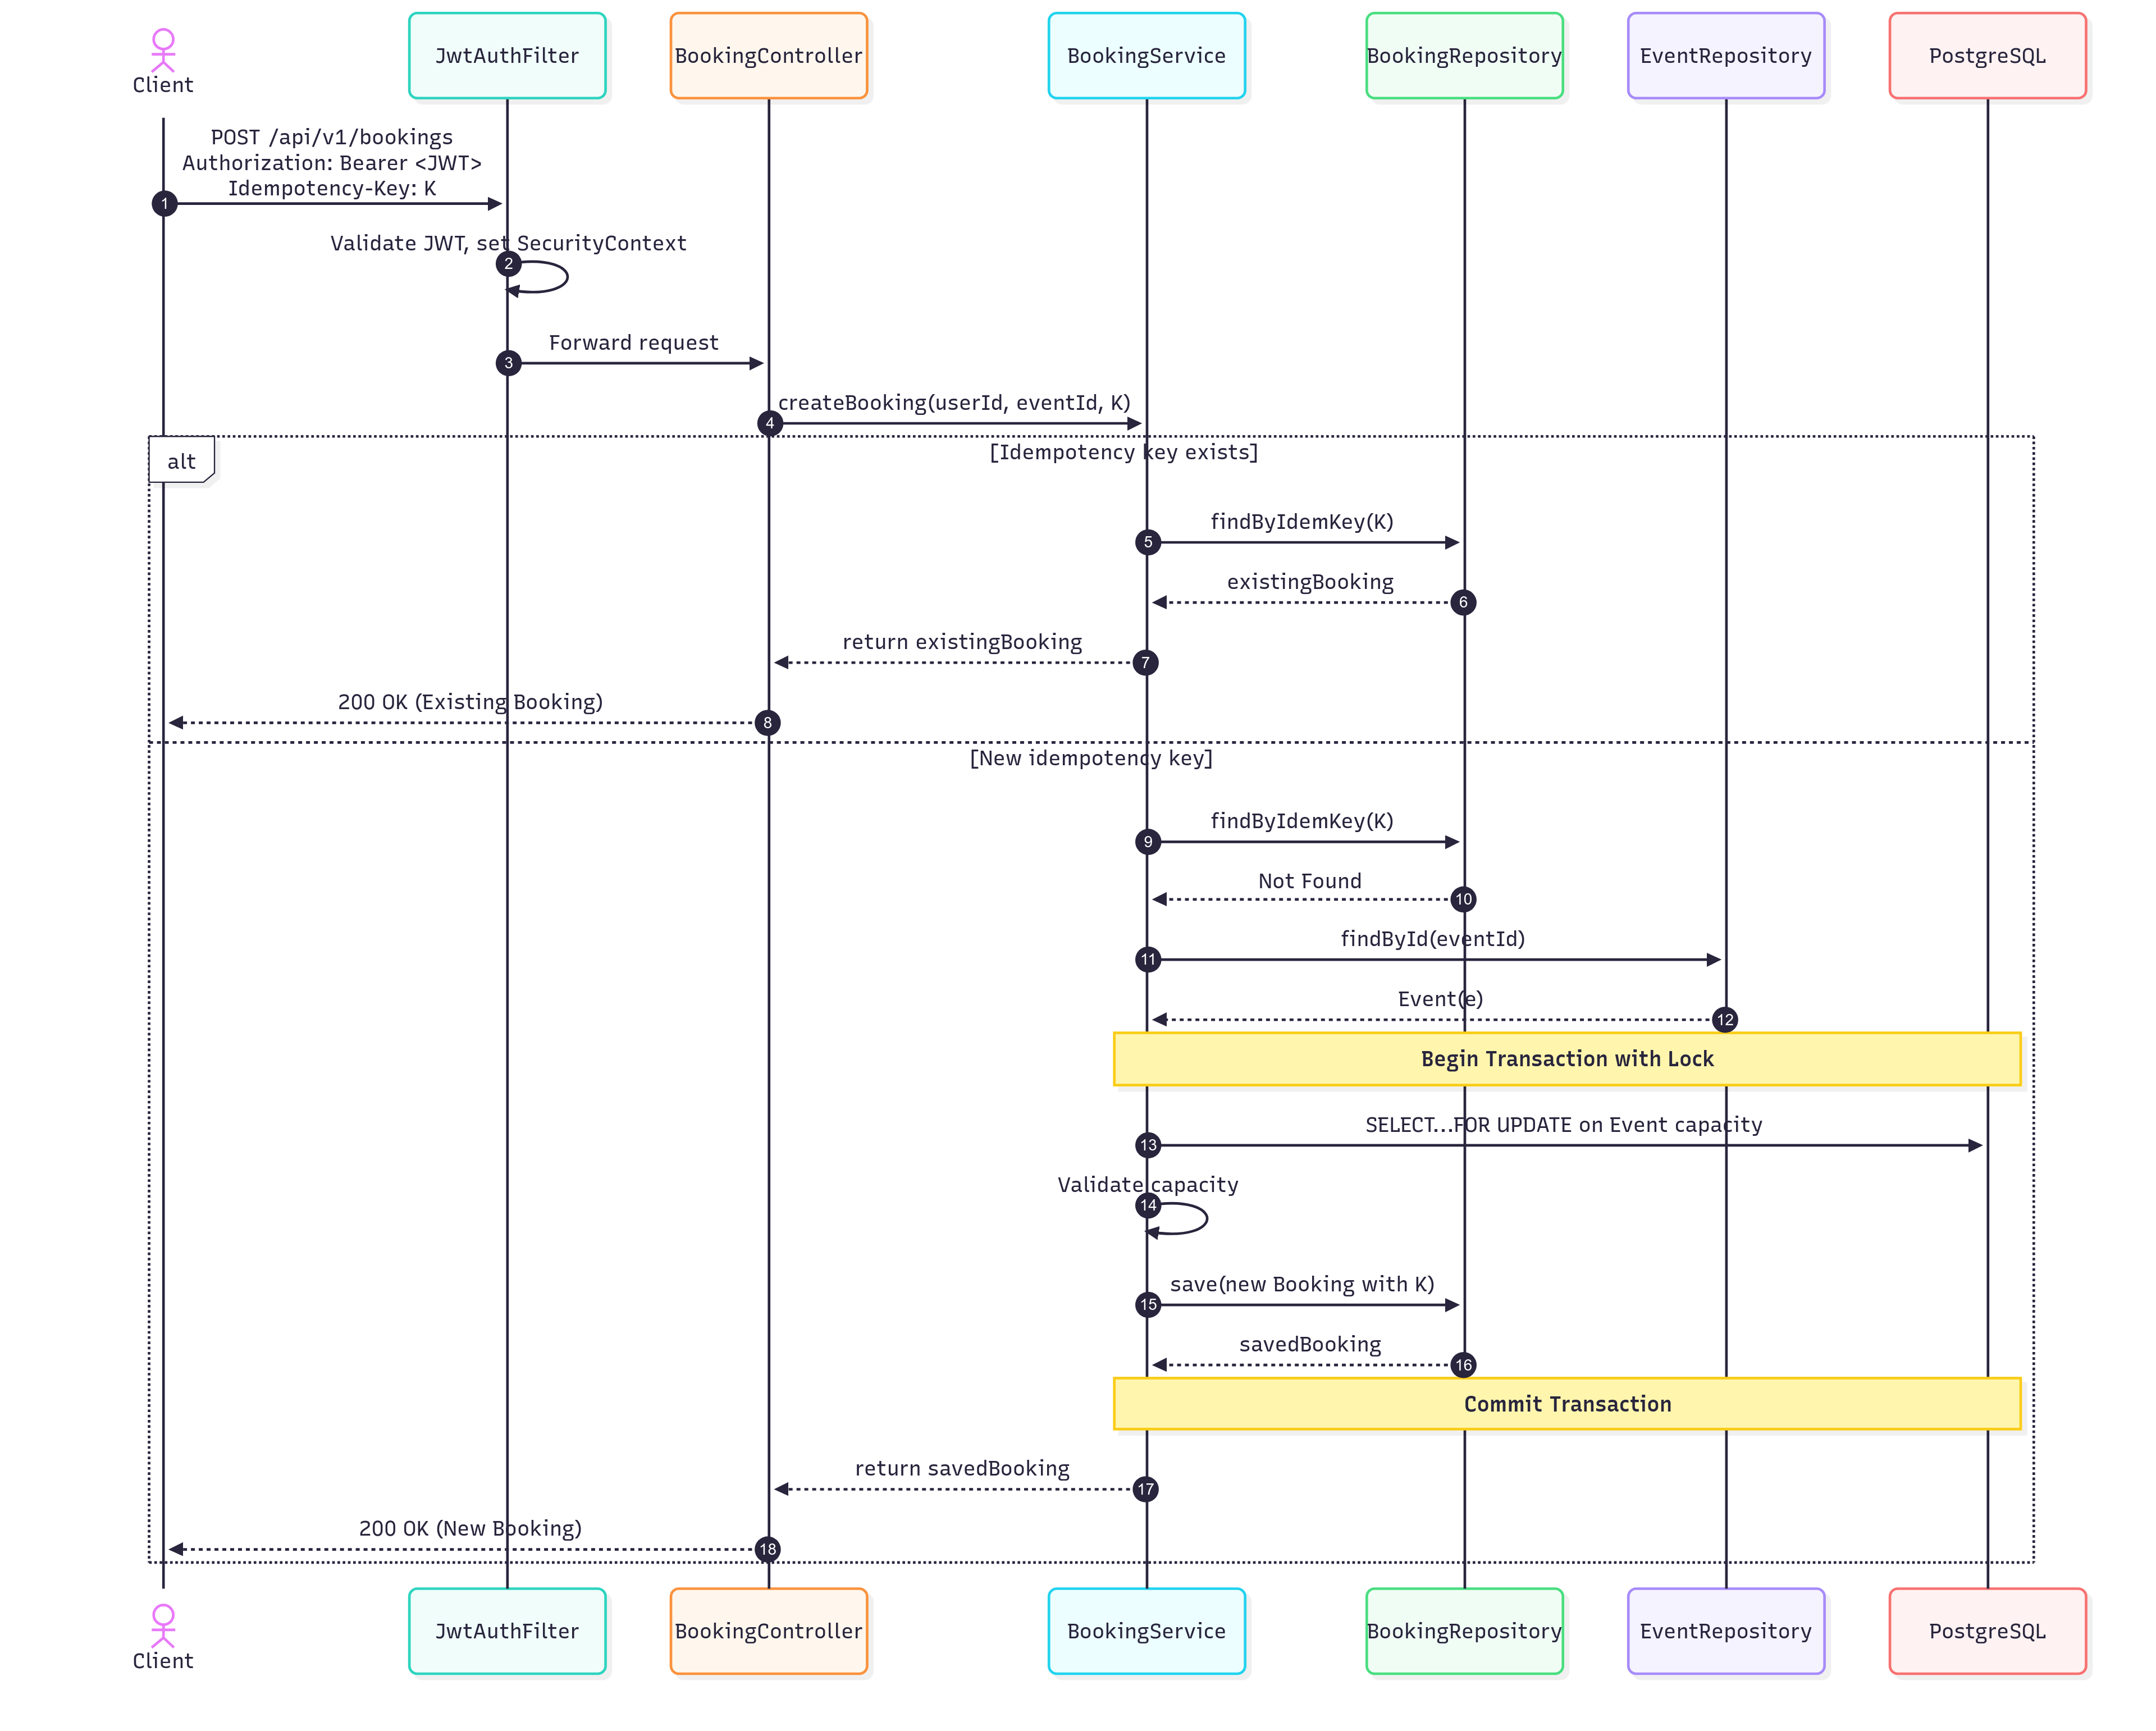 Client
JwtAuthFilter
BookingController
BookingService
BookingRepository
EventRepository
PostgreSQL
POST /api/v1/bookings
Authorization: Bearer <JWT>
Idempotency-Key: K
1
Validate JWT, set SecurityContext
2
Forward request
3
createBooking(userId, eventId, K)
4
alt
[Idempotency key exists]
findByIdemKey(K)
5
existingBooking
6
return existingBooking
7
200 OK (Existing Booking)
8
[New idempotency key]
findByIdemKey(K)
9
Not Found
10
findById(eventId)
11
Event(e)
12
Begin Transaction with Lock
SELECT...FOR UPDATE on Event capacity
13
Validate capacity
14
save(new Booking with K)
15
savedBooking
16
Commit Transaction
return savedBooking
17
200 OK (New Booking)
18
Client
JwtAuthFilter
BookingController
BookingService
BookingRepository
EventRepository
PostgreSQL